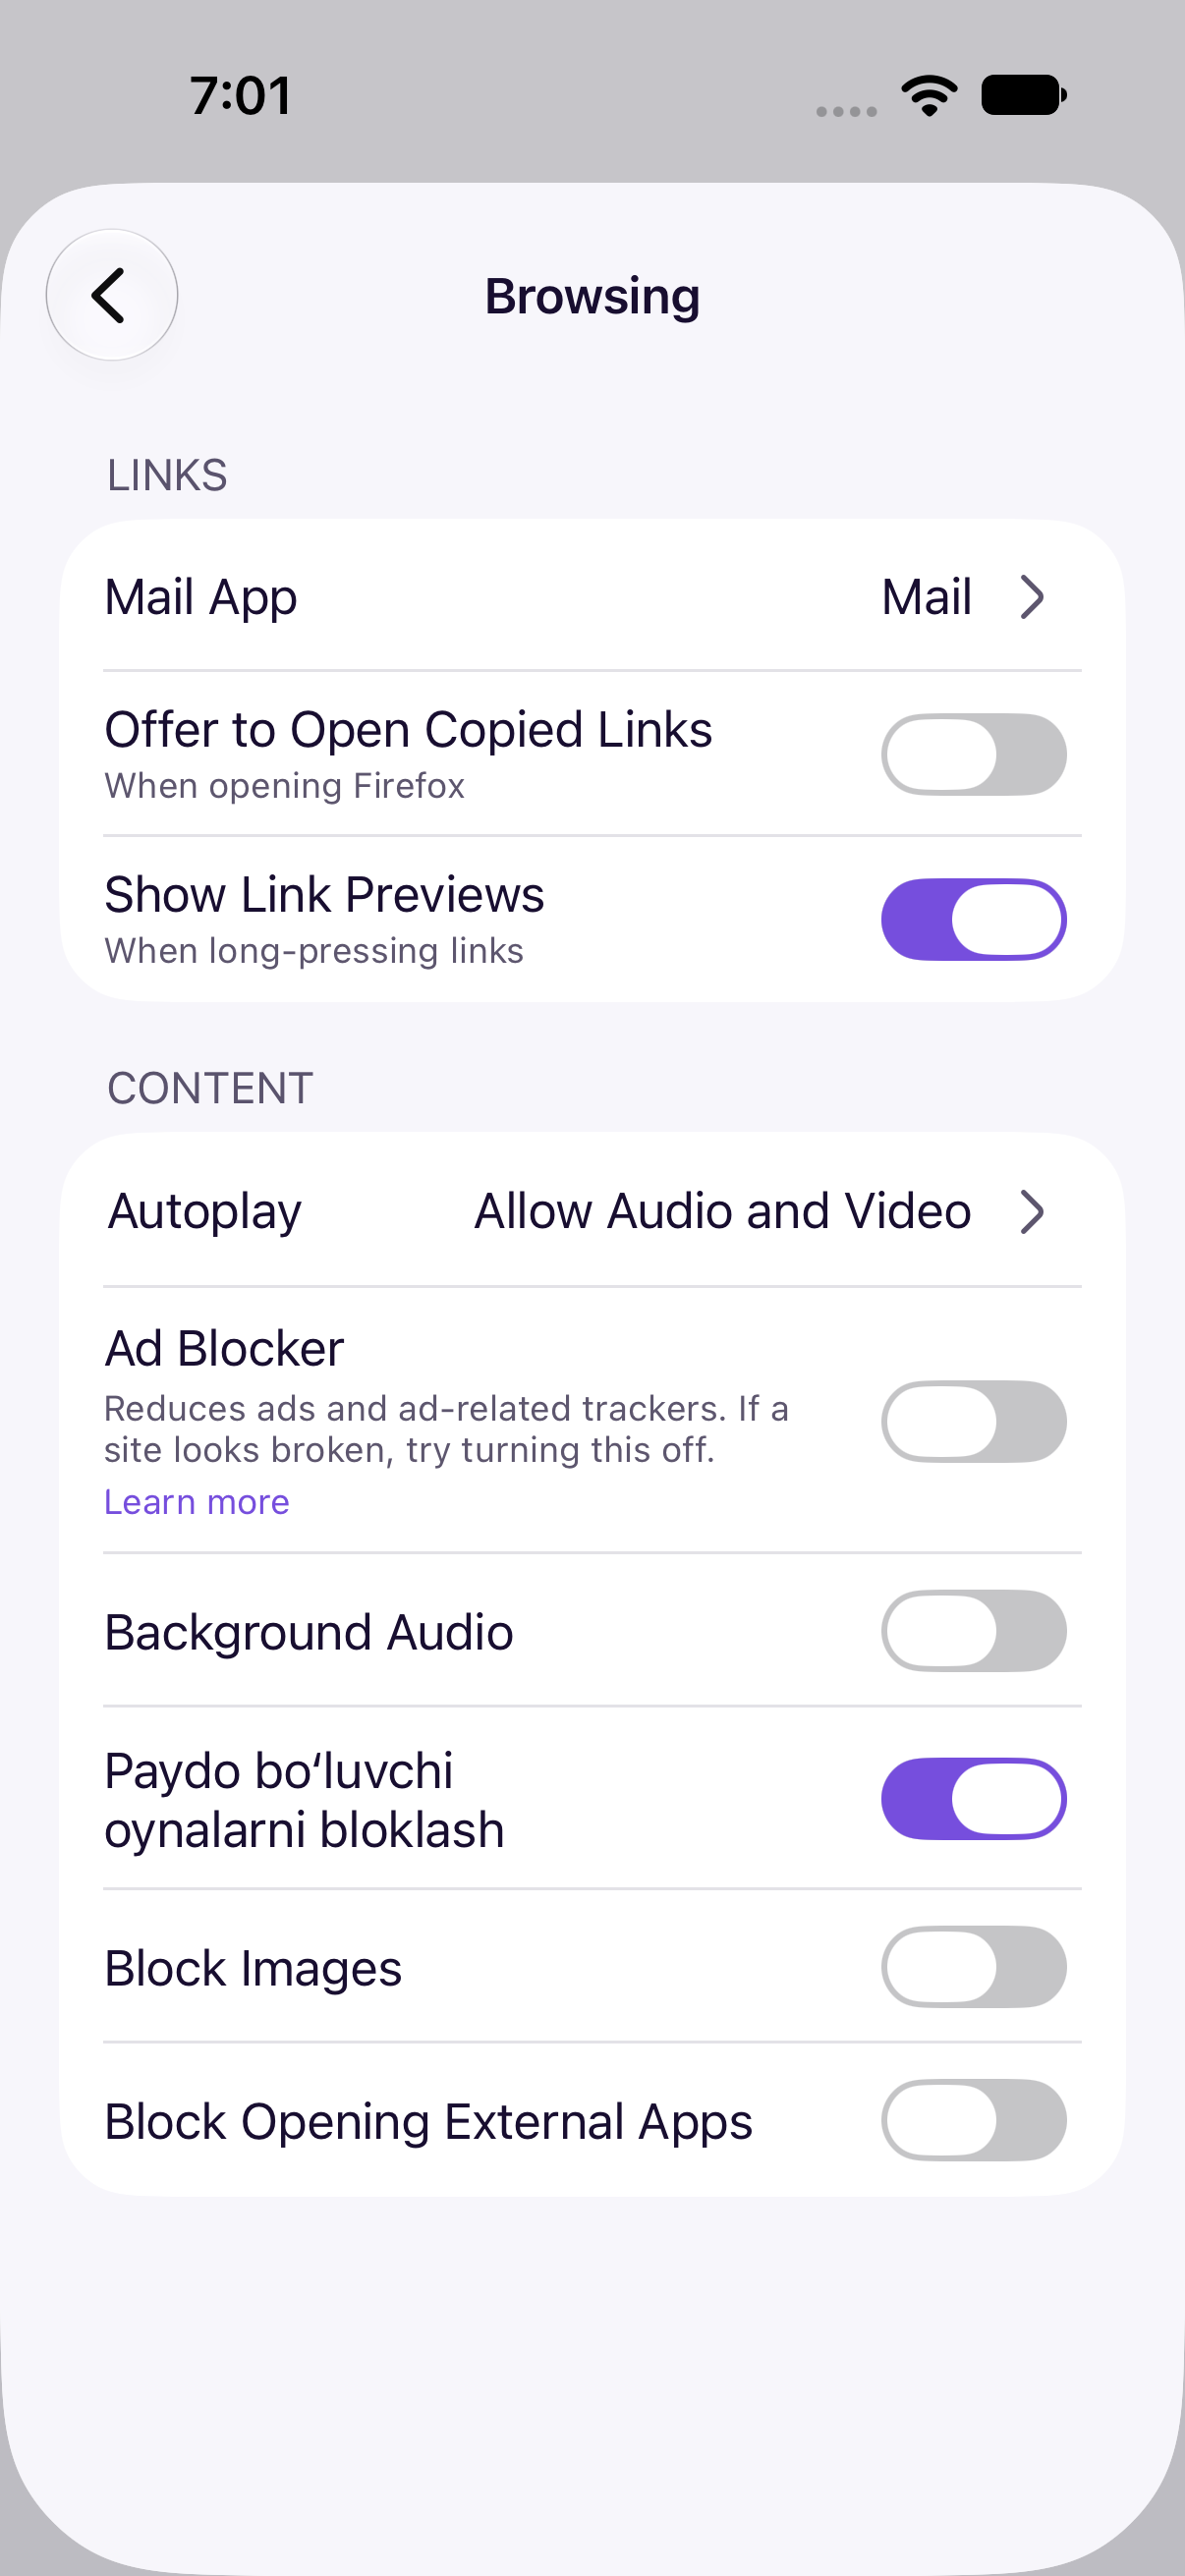 7:01
Browsing
LINKS
Mail App
Mail
Offer to Open Copied Links
When opening Firefox
Show Link Previews
When long-pressing links
CONTENT
Autoplay
Allow Audio and Video
Ad Blocker
Reduces ads and ad-related trackers. If a
site looks broken, try turning this off.
Learn more
Background Audio
Paydo bo‘luvchi
oynalarni bloklash
Block Images
Block Opening External Apps